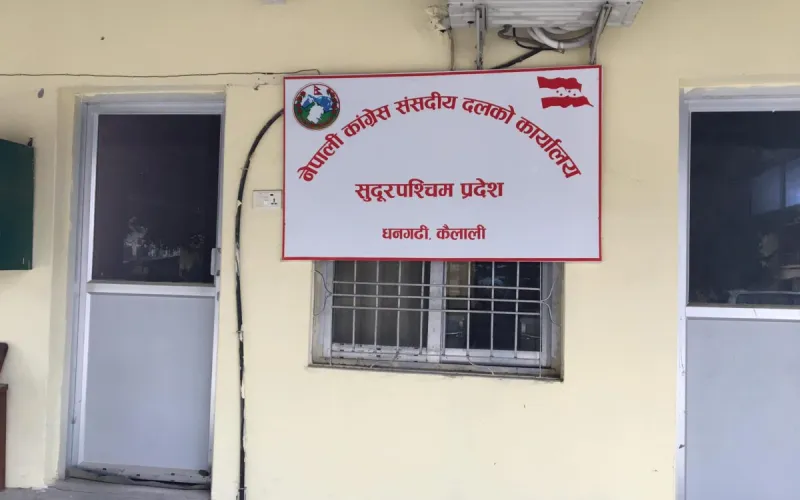 नेपाली कांग्रेस संसदीय दलको कार्यालय
सुदूरपश्चिम प्रदेश
धनगढी, कैलाली